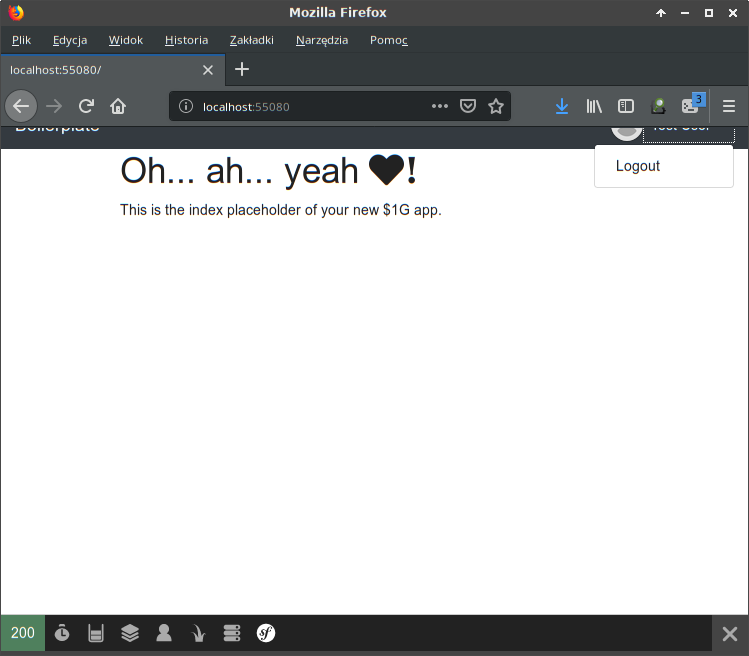 Mozilla Firefox
Plik Edycja Widok Historia Zakładki Narzędzia Pomoc
localhost:55080/
localhost:55080
3
Boilerplate Test User
Logout
Oh... ah... yeah ♥!
This is the index placeholder of your new $1G app.
200
sf